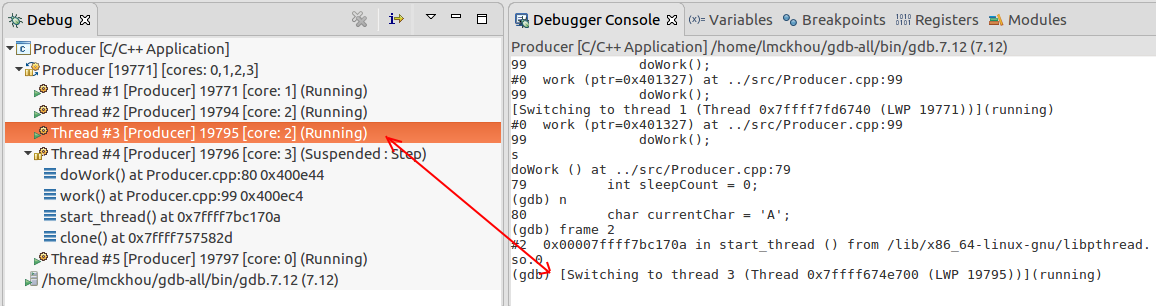 Debug
Producer [C/C++ Application]
Producer [19771] [cores: 0,1,2,3]
Thread #1 [Producer] 19771 [core: 1] (Running)
Thread #2 [Producer] 19794 [core: 2] (Running)
Thread #3 [Producer] 19795 [core: 2] (Running)
Thread #4 [Producer] 19796 [core: 3] (Suspended : Step)
doWork() at Producer.cpp:80 0x400e44
work() at Producer.cpp:99 0x400ec4
start_thread() at 0x7ffff7bc170a
clone() at 0x7ffff757582d
Thread #5 [Producer] 19797 [core: 0] (Running)
/home/lmckhou/gdb-all/bin/gdb.7.12 (7.12)
Debugger Console (x)= Variables Breakpoints 1010 0101 Registers Modules
Producer [C/C++ Application] /home/lmckhou/gdb-all/bin/gdb.7.12 (7.12)
99 doWork();
#0 work (ptr=0x401327) at ../src/Producer.cpp:99
99 doWork();
[Switching to thread 1 (Thread 0x7ffff7fd6740 (LWP 19771))](running)
#0 work (ptr=0x401327) at ../src/Producer.cpp:99
99 doWork();
s
doWork () at ../src/Producer.cpp:79
79 int sleepCount = 0;
(gdb) n
80 char currentChar = 'A';
(gdb) frame 2
#2 0x00007ffff7bc170a in start_thread () from /lib/x86_64-linux-gnu/libpthread.
so.0
(gdb) [Switching to thread 3 (Thread 0x7ffff674e700 (LWP 19795))](running)